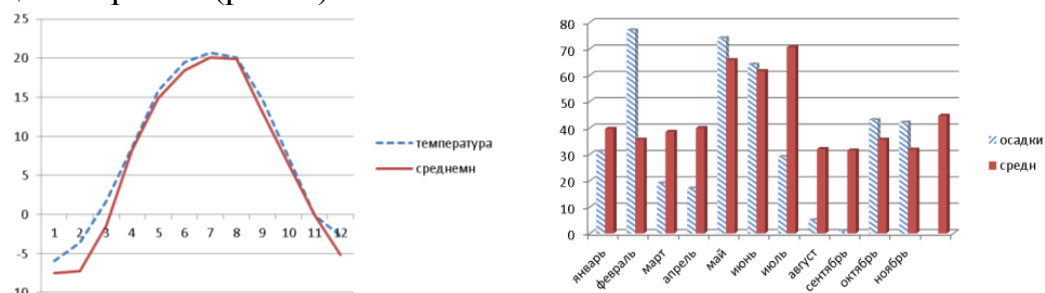 25
20
15
10
5
0
-5
-10
1 2 3 4 5 6 7 8 9 10 11 12
температура
среднемн
80
70
60
50
40
30
20
10
0
январь
февраль
март
апрель
май
июнь
июль
август
сентябрь
октябрь
ноябрь
осадки
средн